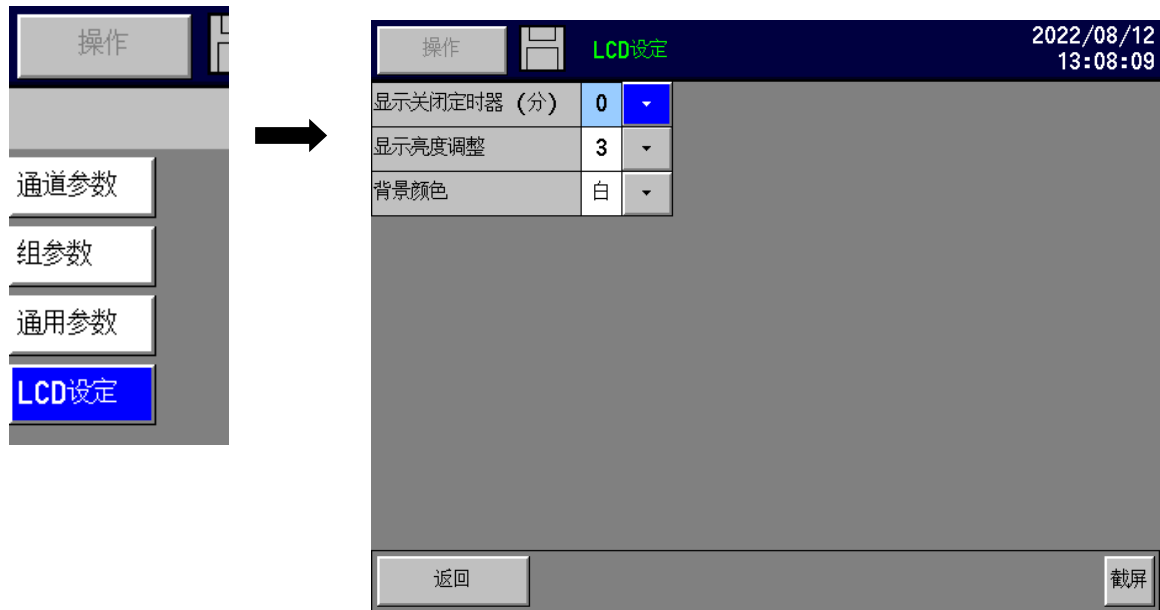 操作
通道参数
组参数
通用参数
LCD设定
操作 LCD设定 2022/08/12
13:08:09
显示关闭定时器 (分) 0
显示亮度调整 3
背景颜色 白
返回 截屏